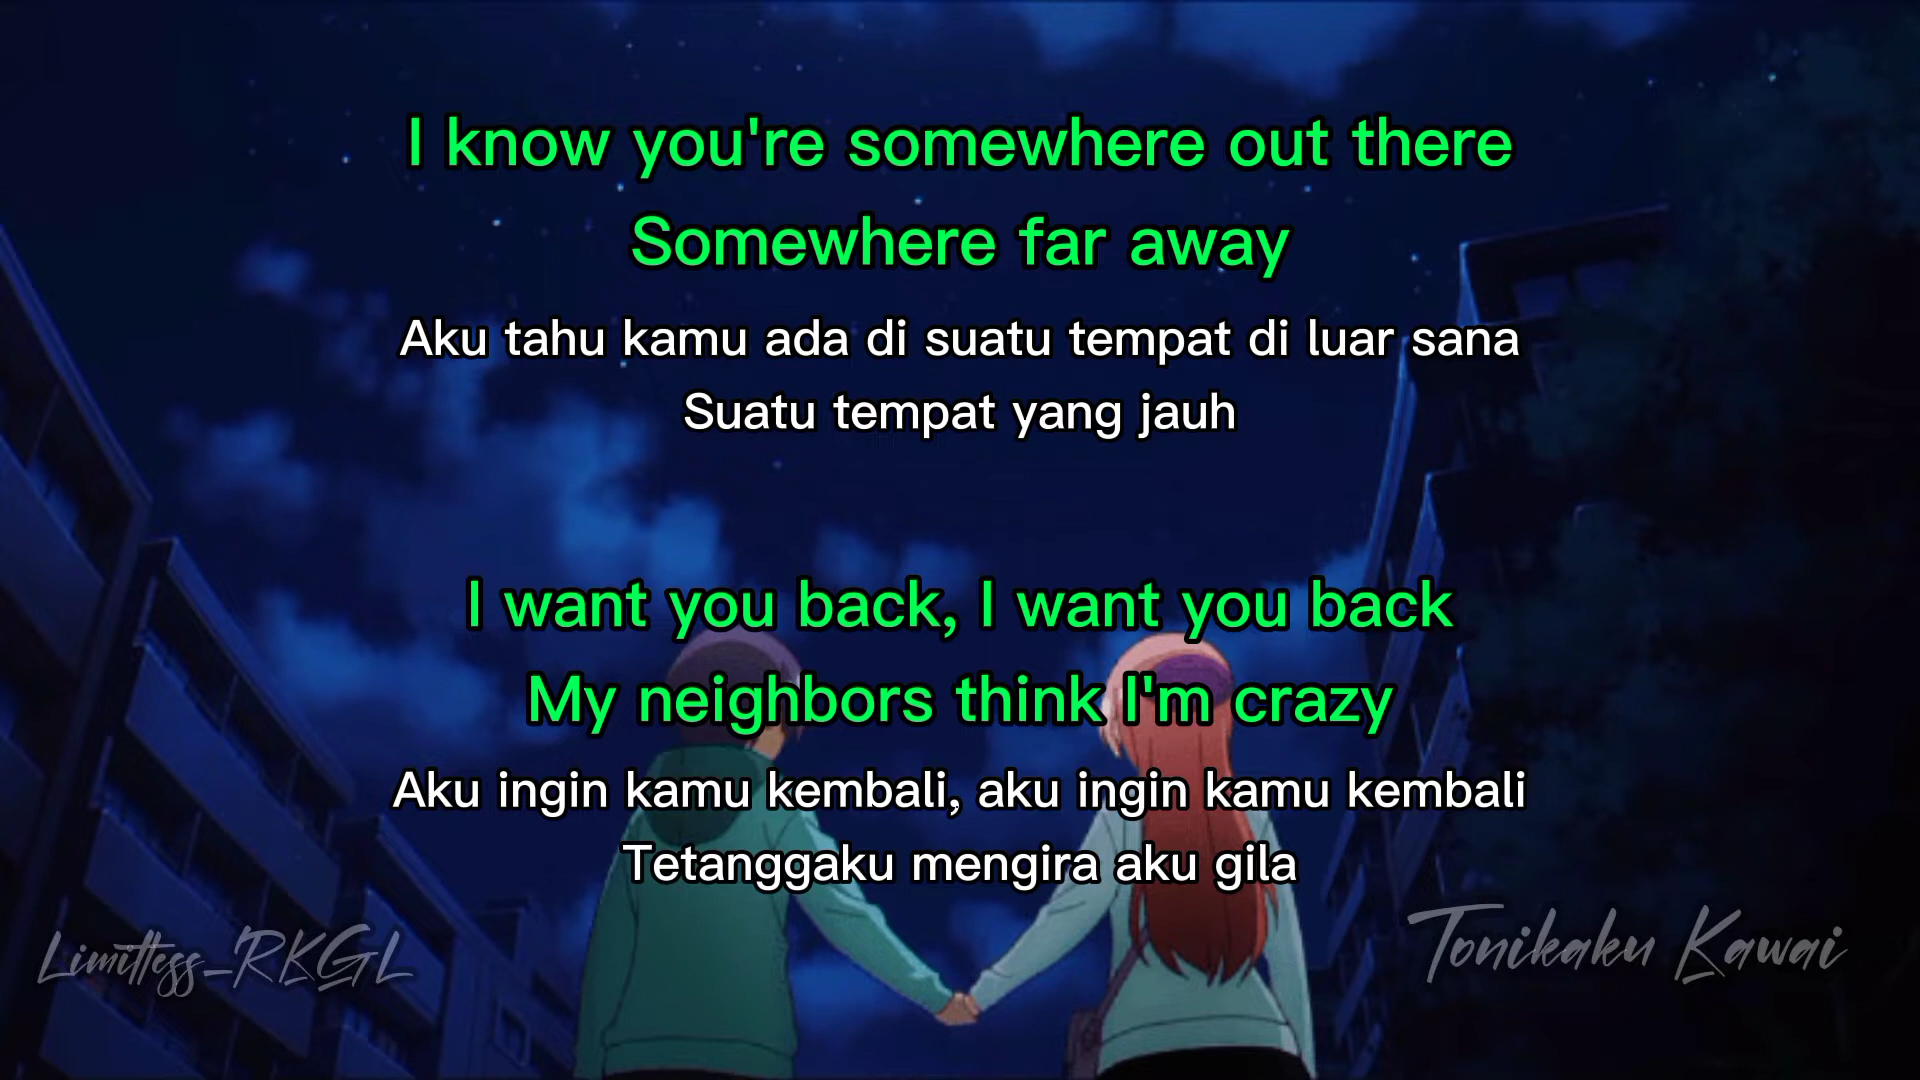 I know you're somewhere out there
Somewhere far away
Aku tahu kamu ada di suatu tempat di luar sana
Suatu tempat yang jauh
I want you back, I want you back
My neighbors think I'm crazy
Aku ingin kamu kembali, aku ingin kamu kembali
Tetanggaku mengira aku gila
Limitless_RKGL
Tonikaku Kawai